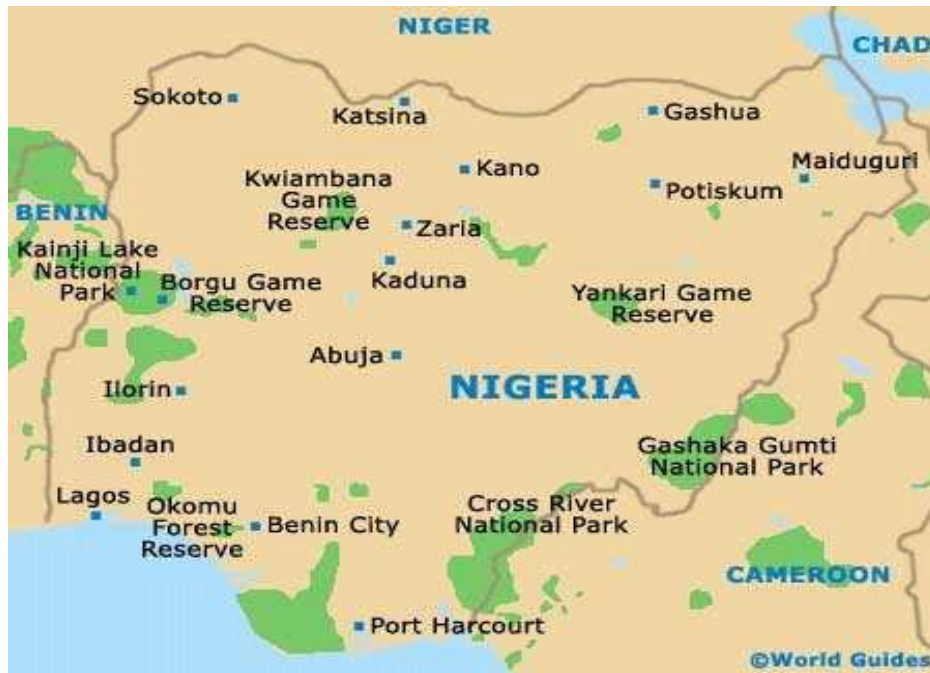 NIGER
CHAD
Sokoto
Katsina
Gashua
Kano
Maiduguri
Kwiambana
Game
Reserve
Potiskum
BENIN
Zaria
Kainji Lake
National
Park
Kaduna
Borgu Game
Reserve
Yankari Game
Reserve
Abuja
NIGERIA
Ilorin
Ibadan
Gashaka Gumti
National Park
Lagos
Okomu
Forest
Reserve
Benin City
Cross River
National Park
CAMEROON
Port Harcourt
©World Guides